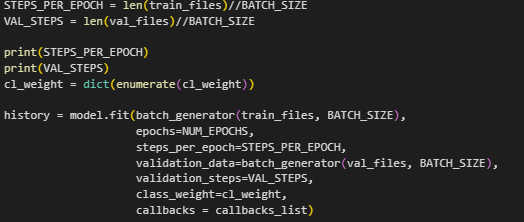 STEPS_PER_EPOCH = len(train_files)//BATCH_SIZE
VAL_STEPS = len(val_files)//BATCH_SIZE
print(STEPS_PER_EPOCH)
print(VAL_STEPS)
cl_weight = dict(enumerate(cl_weight))
history = model.fit(batch_generator(train_files, BATCH_SIZE),
epochs=NUM_EPOCHS,
steps_per_epoch=STEPS_PER_EPOCH,
validation_data=batch_generator(val_files, BATCH_SIZE),
validation_steps=VAL_STEPS,
class_weight=cl_weight,
callbacks = callbacks_list)